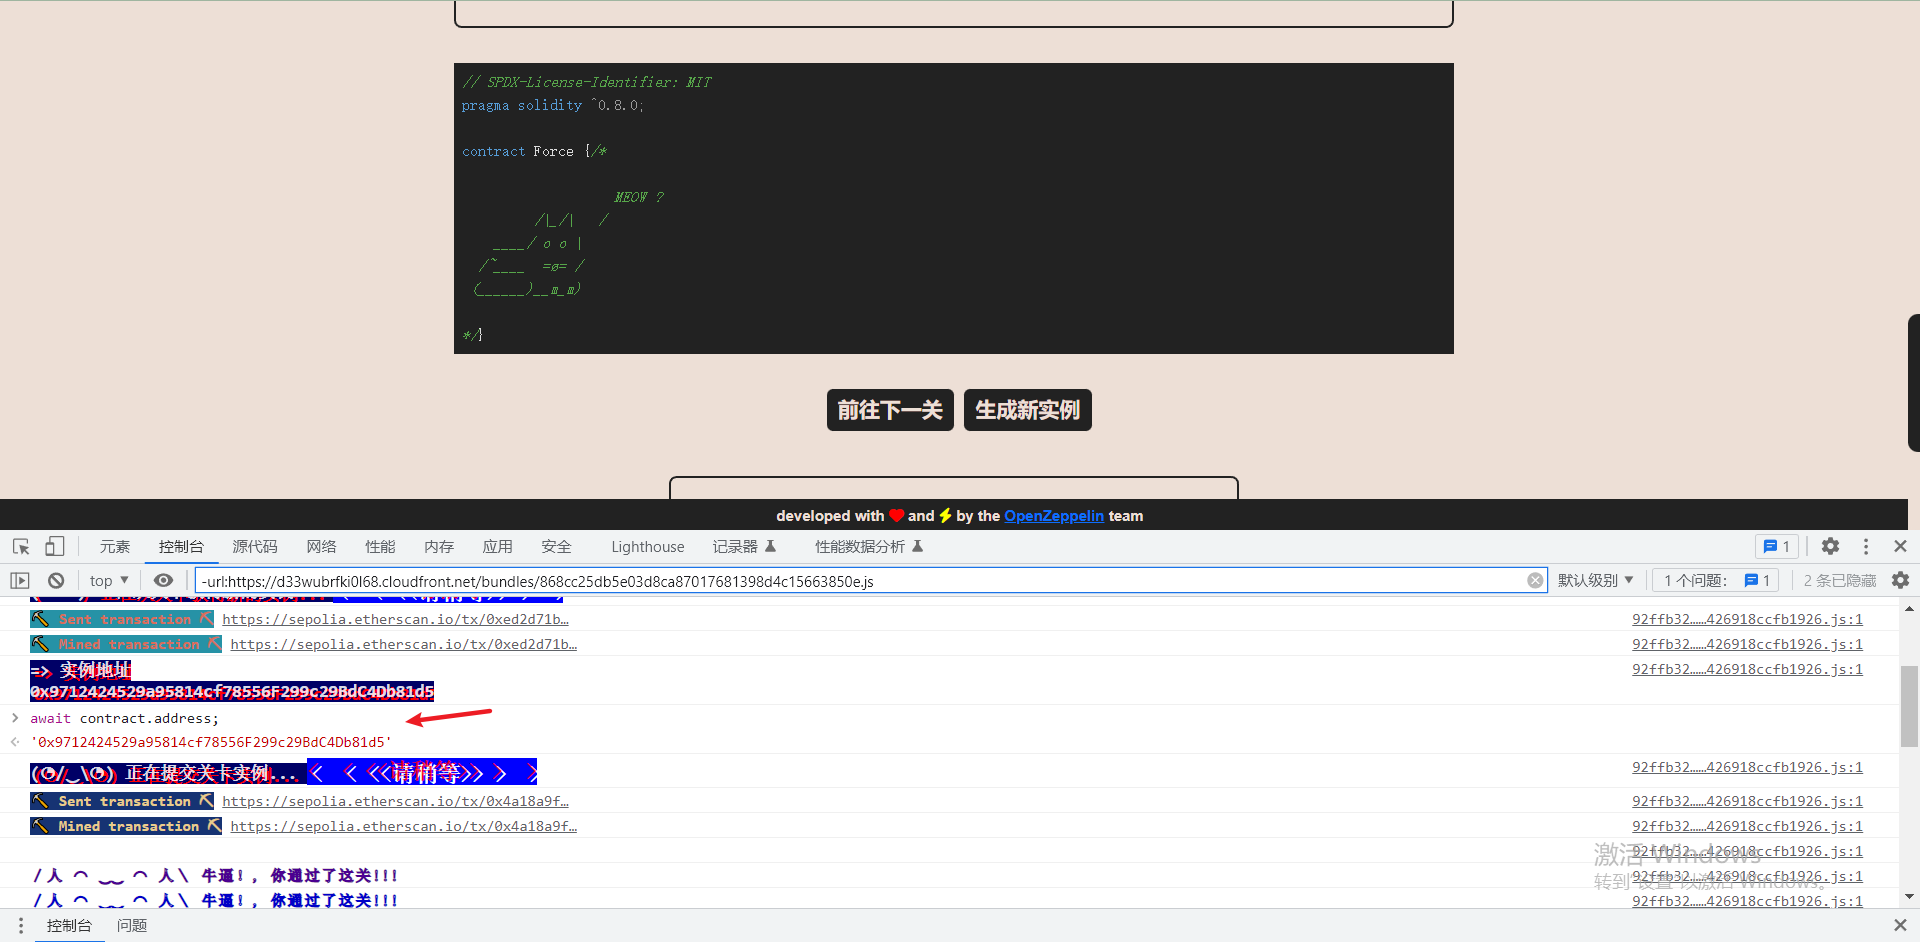 // SPDX-License-Identifier: MIT
pragma solidity ^0.8.0;
contract Force {/*
MEOW ?
/\_/\   /
____/ o o \
/~____  =ø= /
(______)__m_m)
*/}
前往下一关 生成新实例
developed with ❤ and ⚡ by the OpenZeppelin team
元素 控制台 源代码 网络 性能 内存 应用 安全 Lighthouse 记录器 性能数据分析 1
top ▼ -url:https://d33wubrfki0l68.cloudfront.net/bundles/868cc25db5e03d8ca87017681398d4c15663850e.js 默认级别 ▼ 1 个问题: 1 2 条已隐藏
⛏ Sent transaction ⛏ https://sepolia.etherscan.io/tx/0xed2d71b… 92ffb32……426918ccfb1926.js:1
⛏ Mined transaction ⛏ https://sepolia.etherscan.io/tx/0xed2d71b… 92ffb32……426918ccfb1926.js:1
=> 实例地址 92ffb32……426918ccfb1926.js:1
0x9712424529a95814cf78556F299c29BdC4Db81d5
> await contract.address;
'0x9712424529a95814cf78556F299c29BdC4Db81d5'
(◕/‿\◕) 正在提交关卡实例... < < <<请稍等>> > > 92ffb32……426918ccfb1926.js:1
⛏ Sent transaction ⛏ https://sepolia.etherscan.io/tx/0x4a18a9f… 92ffb32……426918ccfb1926.js:1
⛏ Mined transaction ⛏ https://sepolia.etherscan.io/tx/0x4a18a9f… 92ffb32……426918ccfb1926.js:1
92ffb32……426918ccfb1926.js:1
/人 ◠ ‿‿ ◠ 人\ 牛逼!, 你通过了这关!!! 92ffb32……426918ccfb1926.js:1
/人 ◠ ‿‿ ◠ 人\ 牛逼!, 你通过了这关!!! 92ffb32……426918ccfb1926.js:1
激活 Windows
转到"设置"以激活 Windows。
控制台 问题